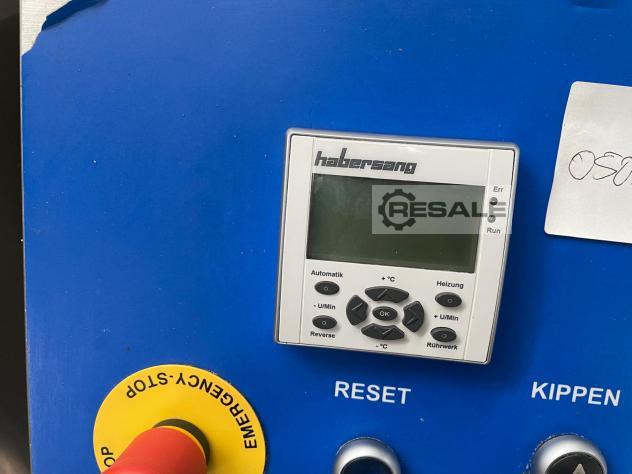 habersang
RESALE
Err
Run
Automatik
+ °C
Heizung
- U/Min
OK
+ U/Min
Reverse
- °C
Rührwerk
RESET
KIPPEN
EMERGENCY-STOP